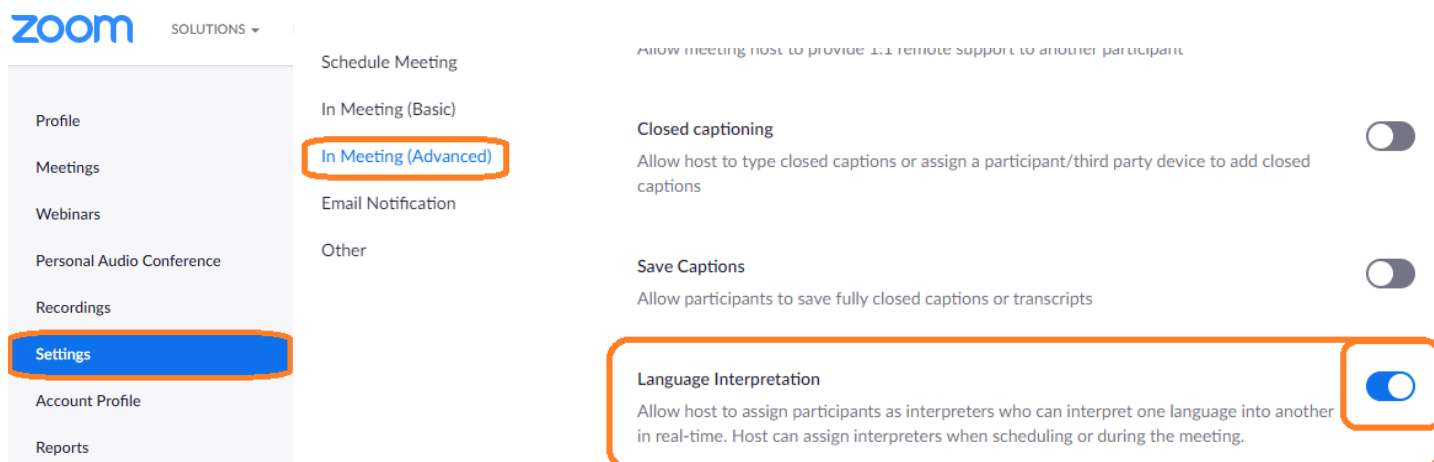 zoom
SOLUTIONS
Profile
Meetings
Webinars
Personal Audio Conference
Recordings
Settings
Account Profile
Reports
Schedule Meeting
In Meeting (Basic)
In Meeting (Advanced)
Email Notification
Other
Allow meeting host to provide 1:1 remote support to another participant
Closed captioning
Allow host to type closed captions or assign a participant/third party device to add closed
captions
Save Captions
Allow participants to save fully closed captions or transcripts
Language Interpretation
Allow host to assign participants as interpreters who can interpret one language into another
in real-time. Host can assign interpreters when scheduling or during the meeting.